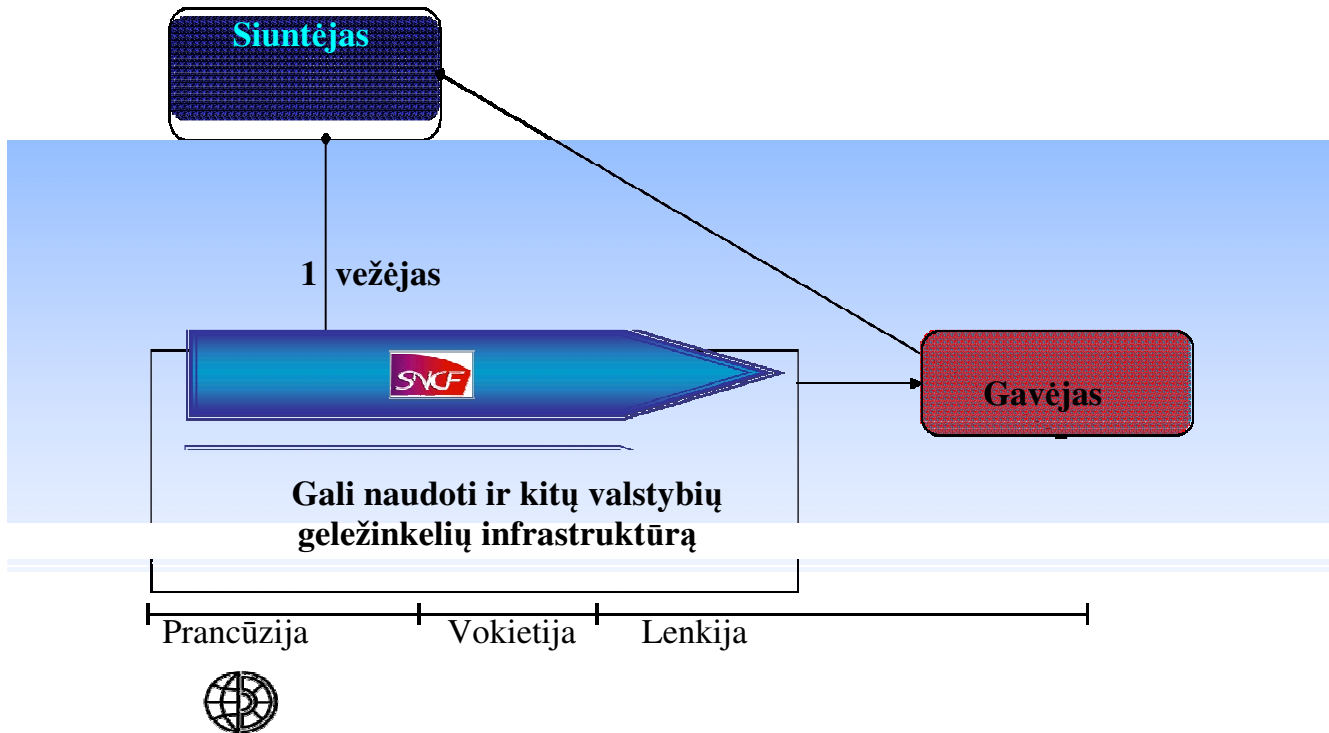 Siuntėjas
1 vežėjas
SNCF
Gavėjas
Gali naudoti ir kitų valstybių
geležinkelių infrastruktūrą
Prancūzija Vokietija Lenkija